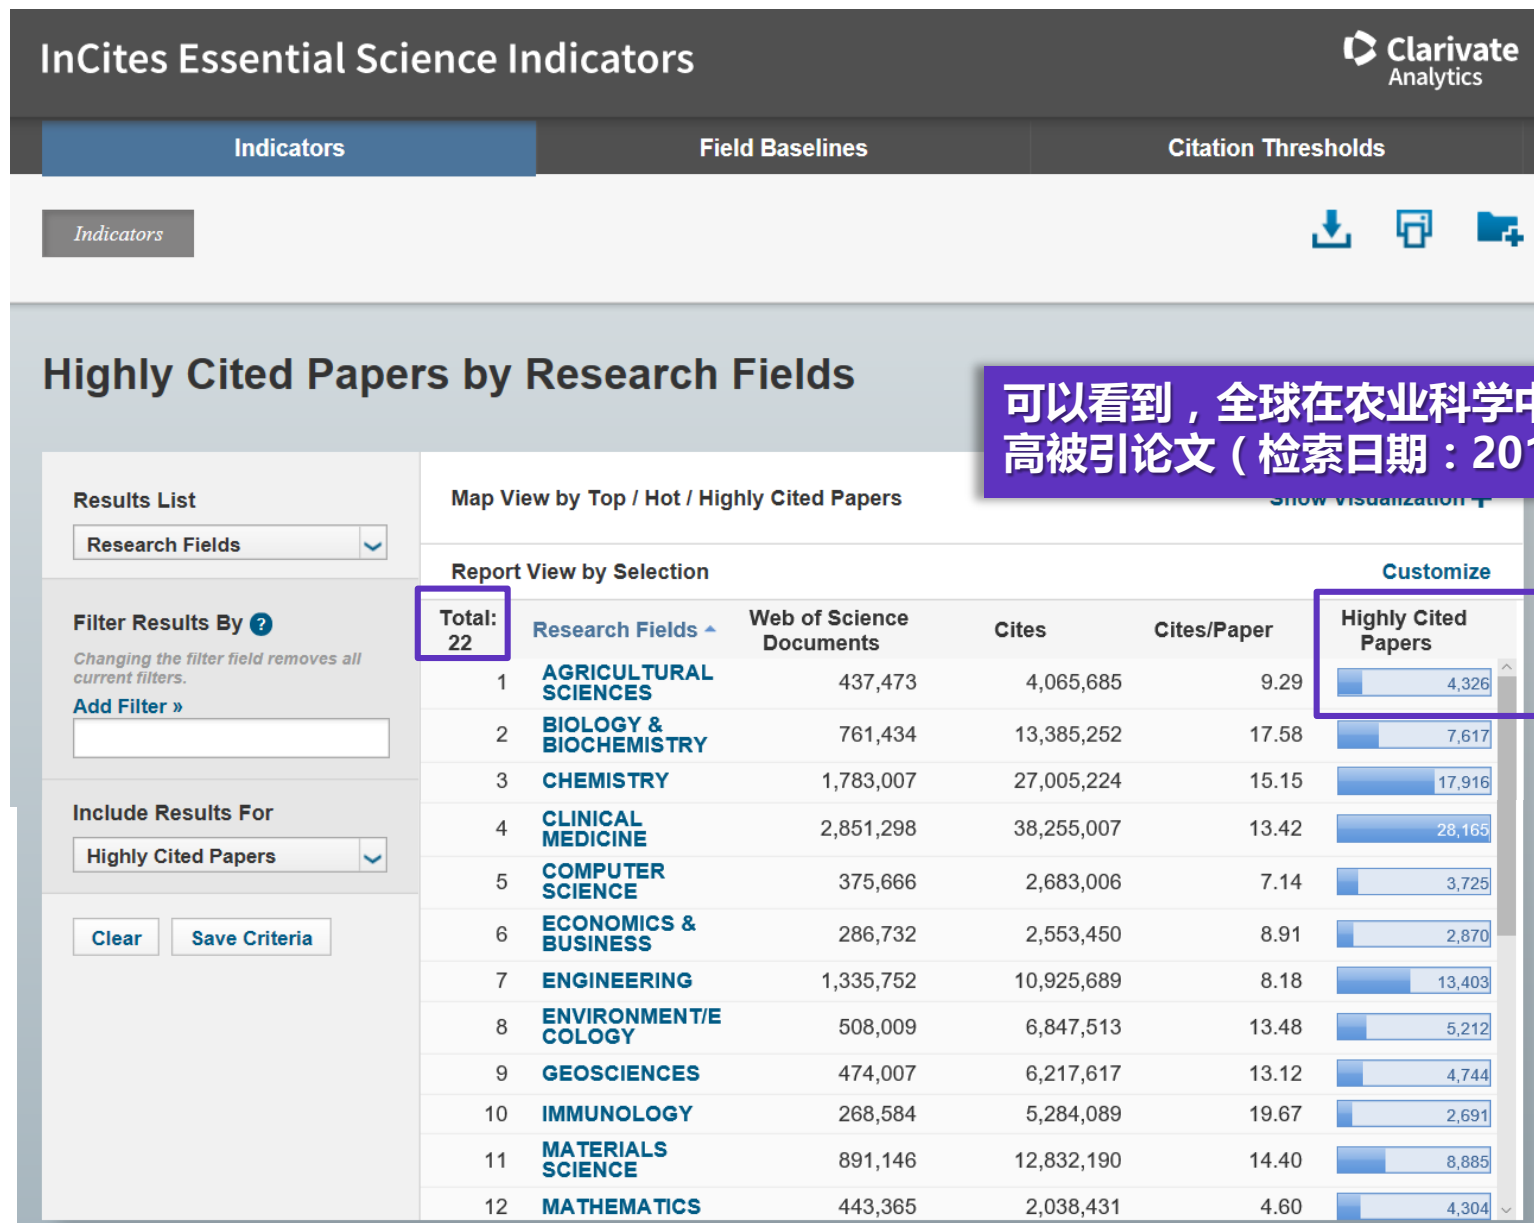 InCites Essential Science Indicators
Clarivate
Analytics
Indicators
Field Baselines
Citation Thresholds
Indicators
Highly Cited Papers by Research Fields
可以看到，全球在农业科学
高被引论文（检索日期：201
Results List
Research Fields
Filter Results By ?
Changing the filter field removes all
current filters.
Add Filter »
Include Results For
Highly Cited Papers
Clear
Save Criteria
Map View by Top / Hot / Highly Cited Papers
Show Visualization +
Report View by Selection
Customize
Total:
22
Research Fields
Web of Science
Documents
Cites
Cites/Paper
Highly Cited
Papers
1 AGRICULTURAL SCIENCES 437,473 4,065,685 9.29 4,326
2 BIOLOGY & BIOCHEMISTRY 761,434 13,385,252 17.58 7,617
3 CHEMISTRY 1,783,007 27,005,224 15.15 17,916
4 CLINICAL MEDICINE 2,851,298 38,255,007 13.42 28,165
5 COMPUTER SCIENCE 375,666 2,683,006 7.14 3,725
6 ECONOMICS & BUSINESS 286,732 2,553,450 8.91 2,870
7 ENGINEERING 1,335,752 10,925,689 8.18 13,403
8 ENVIRONMENT/ECOLOGY 508,009 6,847,513 13.48 5,212
9 GEOSCIENCES 474,007 6,217,617 13.12 4,744
10 IMMUNOLOGY 268,584 5,284,089 19.67 2,691
11 MATERIALS SCIENCE 891,146 12,832,190 14.40 8,885
12 MATHEMATICS 443,365 2,038,431 4.60 4,304